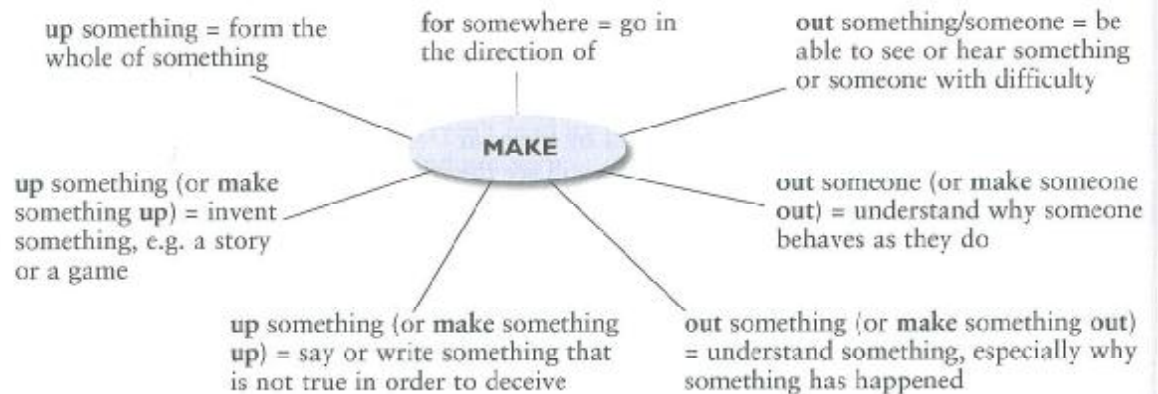 up something = form the
whole of something
for somewhere = go in
the direction of
out something/someone = be
able to see or hear something
or someone with difficulty
MAKE
up something (or make
something up) = invent
something, e.g. a story
or a game
out someone (or make someone
out) = understand why someone
behaves as they do
up something (or make something
up) = say or write something that
is not true in order to deceive
out something (or make something out)
= understand something, especially why
something has happened